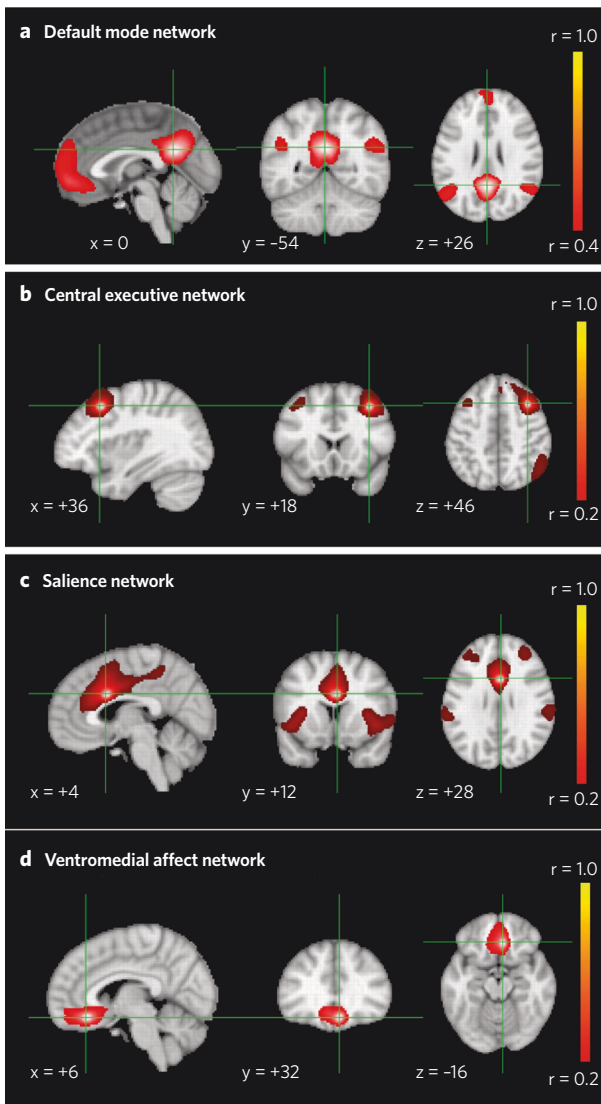 a Default mode network
r = 1.0
x = 0
y = –54
z = +26
r = 0.4
b Central executive network
r = 1.0
x = +36
y = +18
z = +46
r = 0.2
c Salience network
r = 1.0
x = +4
y = +12
z = +28
r = 0.2
d Ventromedial affect network
r = 1.0
x = +6
y = +32
z = -16
r = 0.2